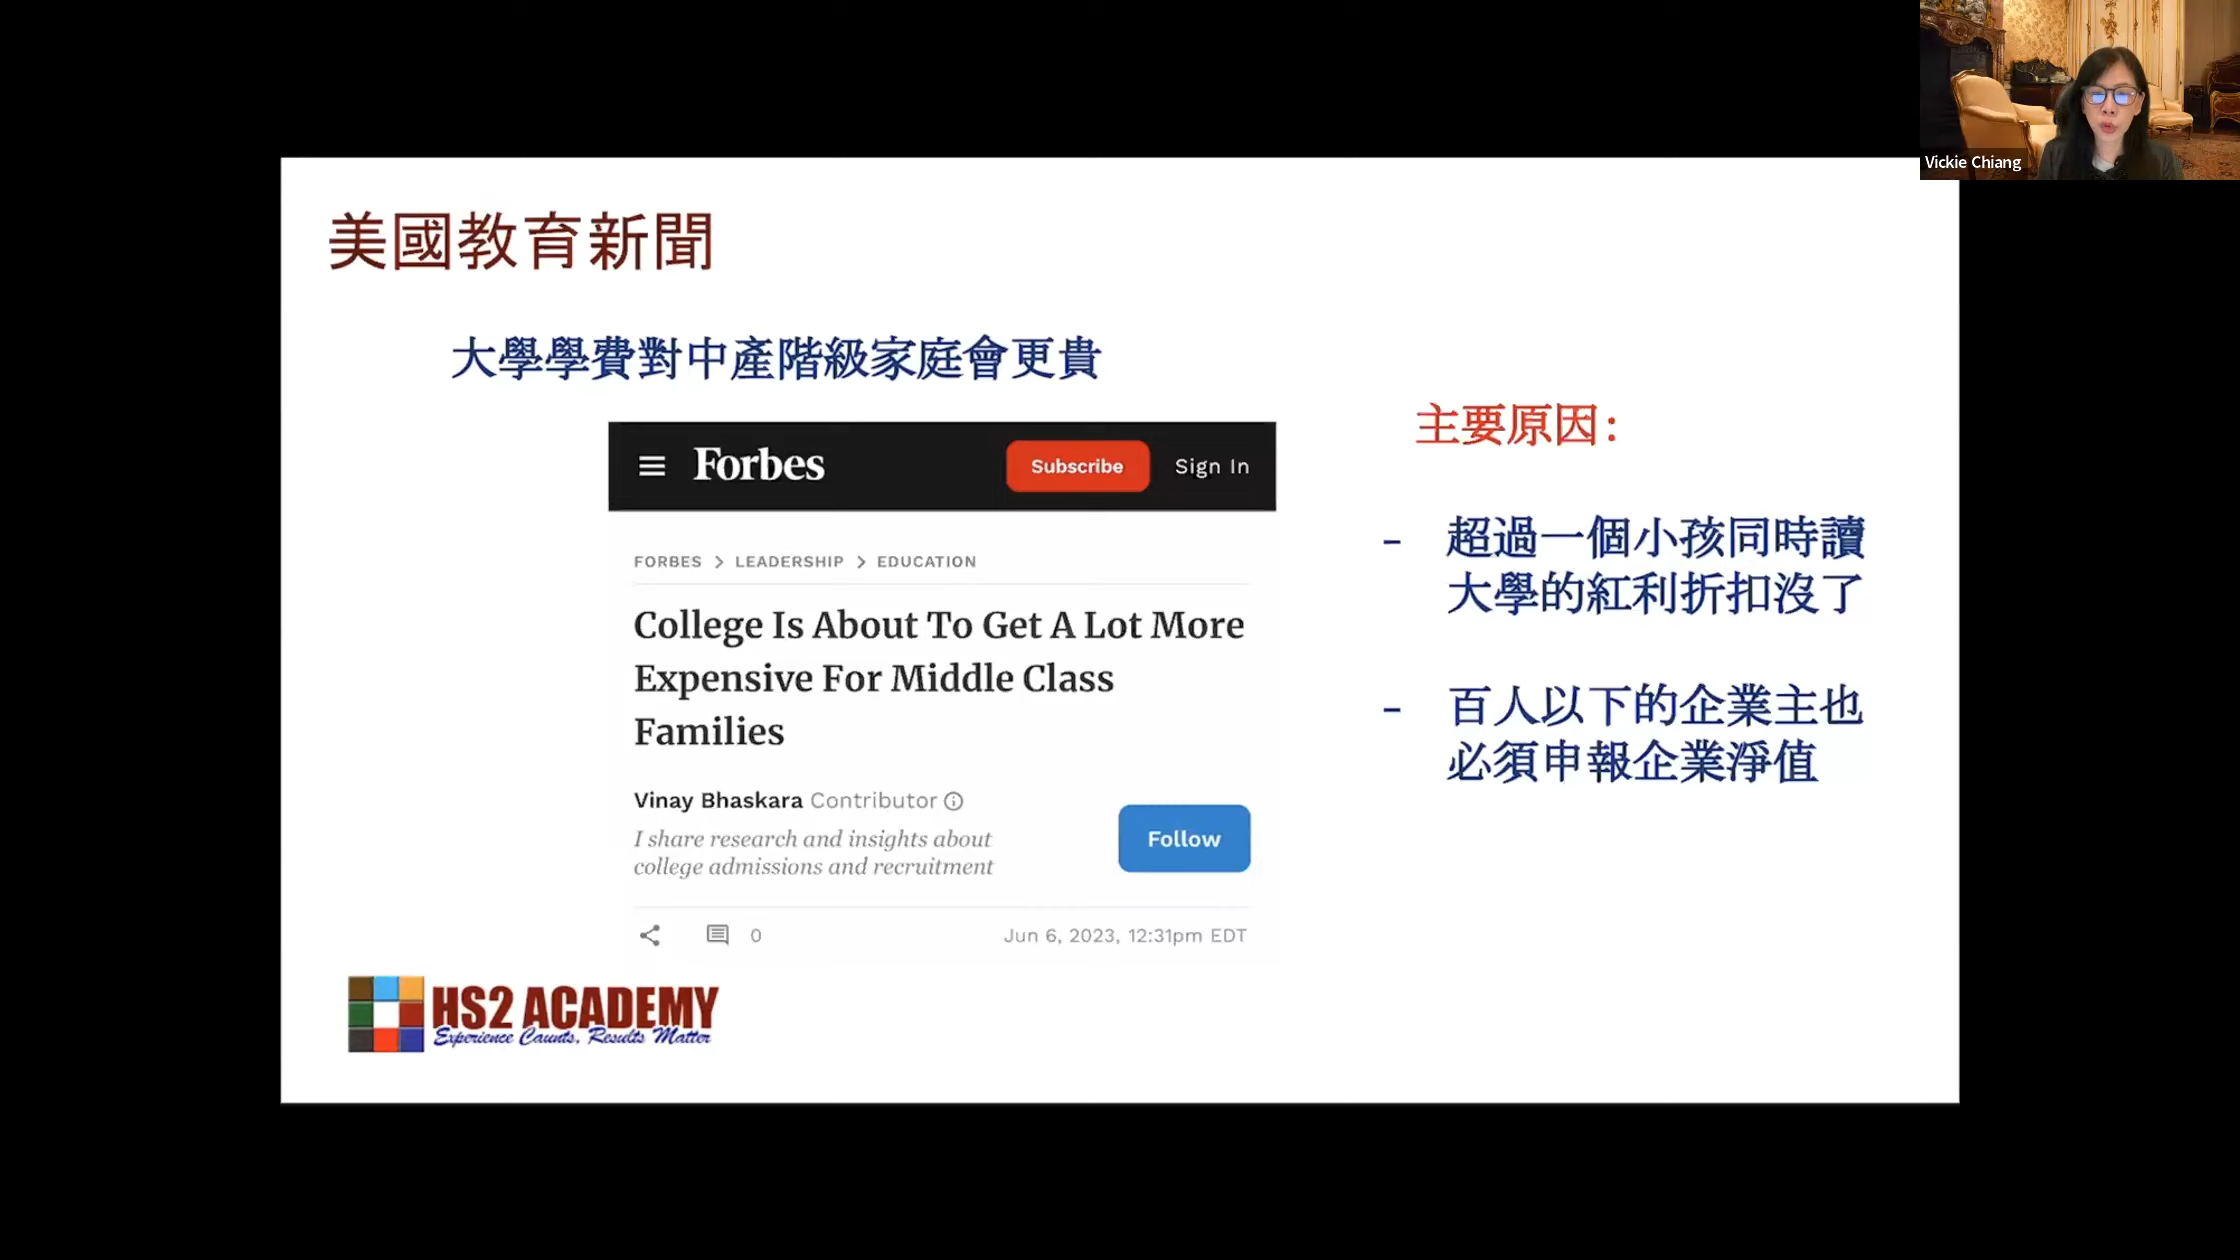 Vickie Chiang
美國教育新聞
大學學費對中產階級家庭會更貴
Forbes
Subscribe
Sign In
FORBES > LEADERSHIP > EDUCATION
College Is About To Get A Lot More
Expensive For Middle Class
Families
Vinay Bhaskara Contributor
I share research and insights about
college admissions and recruitment
Follow
0
Jun 6, 2023, 12:31pm EDT
主要原因:
- 超過一個小孩同時讀
大學的紅利折扣沒了
- 百人以下的企業主也
必須申報企業淨值
HS2 ACADEMY
Experience Counts, Results Matter